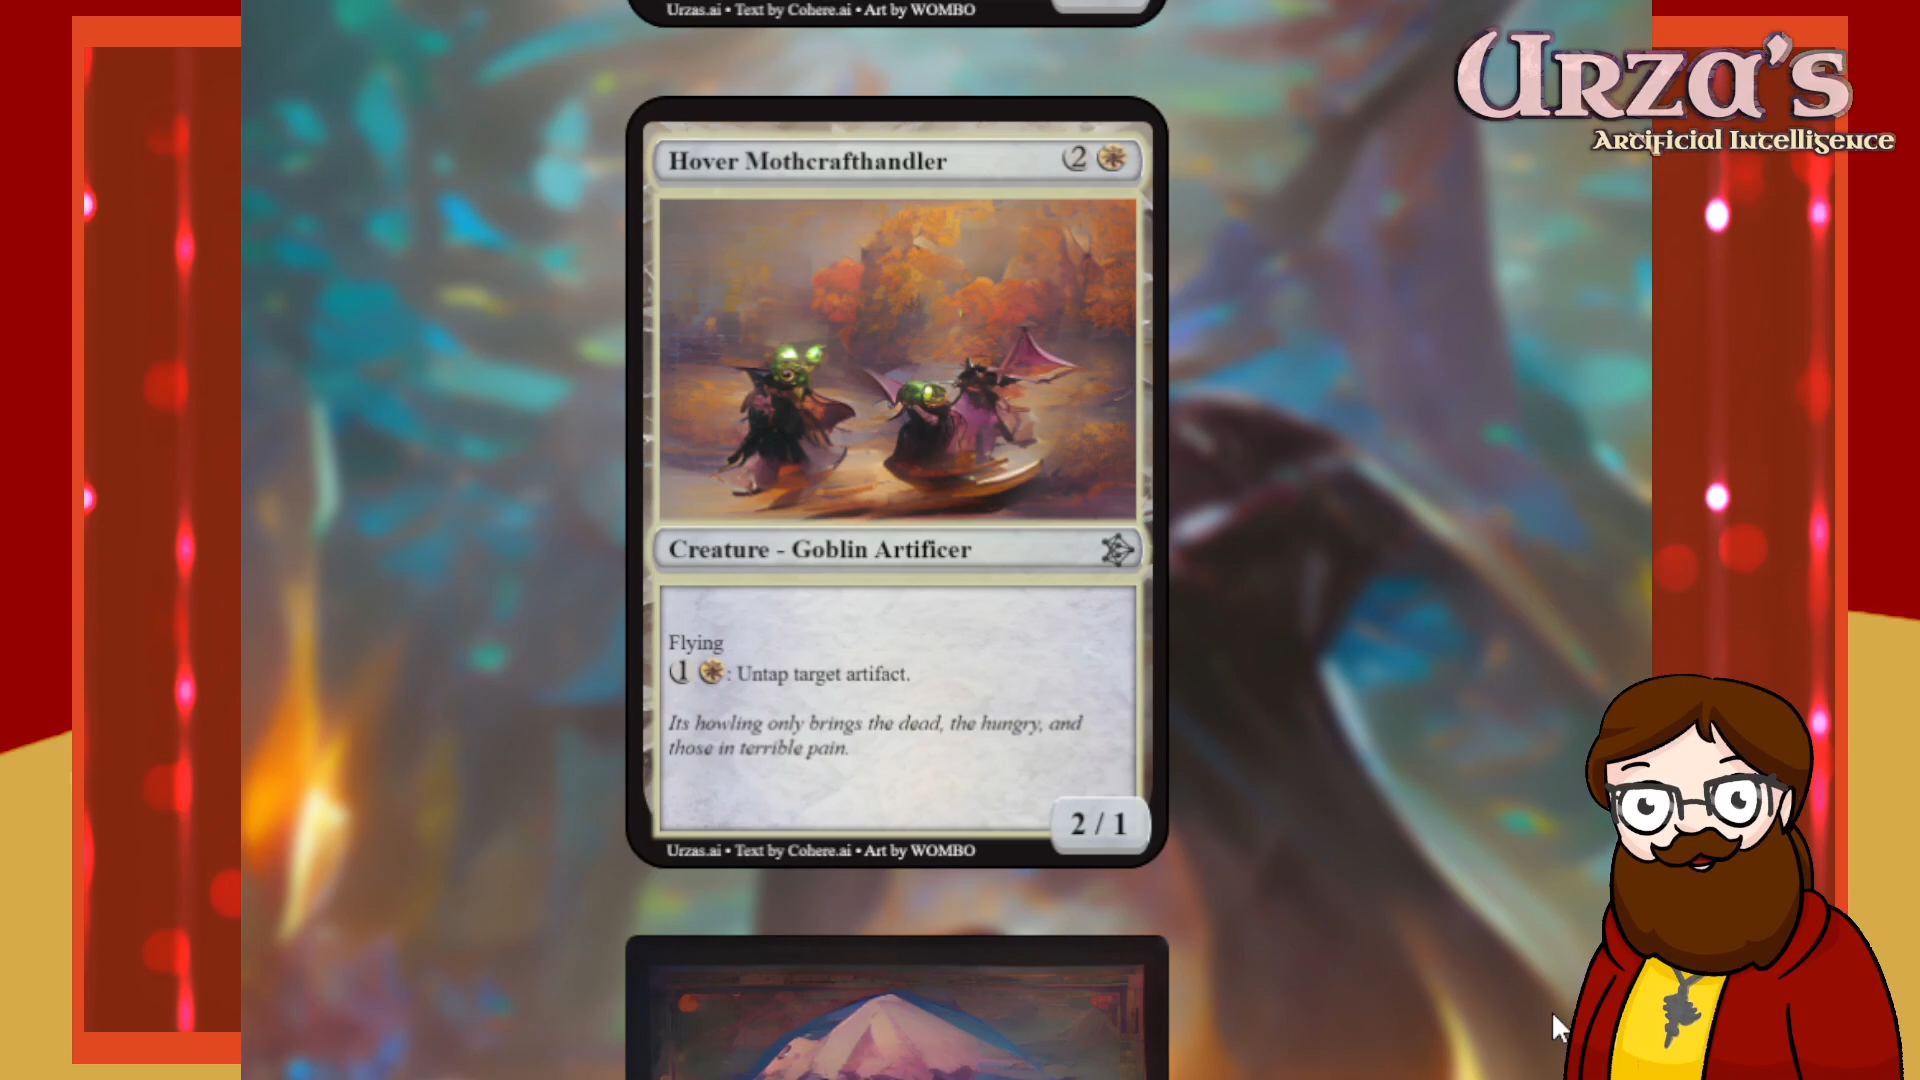 Urzas.ai • Text by Cohere.ai • Art by WOMBO
Urza's
Artificial Intelligence
Hover Mothcrafthandler 2
Creature - Goblin Artificer
Flying
1 : Untap target artifact.
Its howling only brings the dead, the hungry, and
those in terrible pain.
2 / 1
Urzas.ai • Text by Cohere.ai • Art by WOMBO